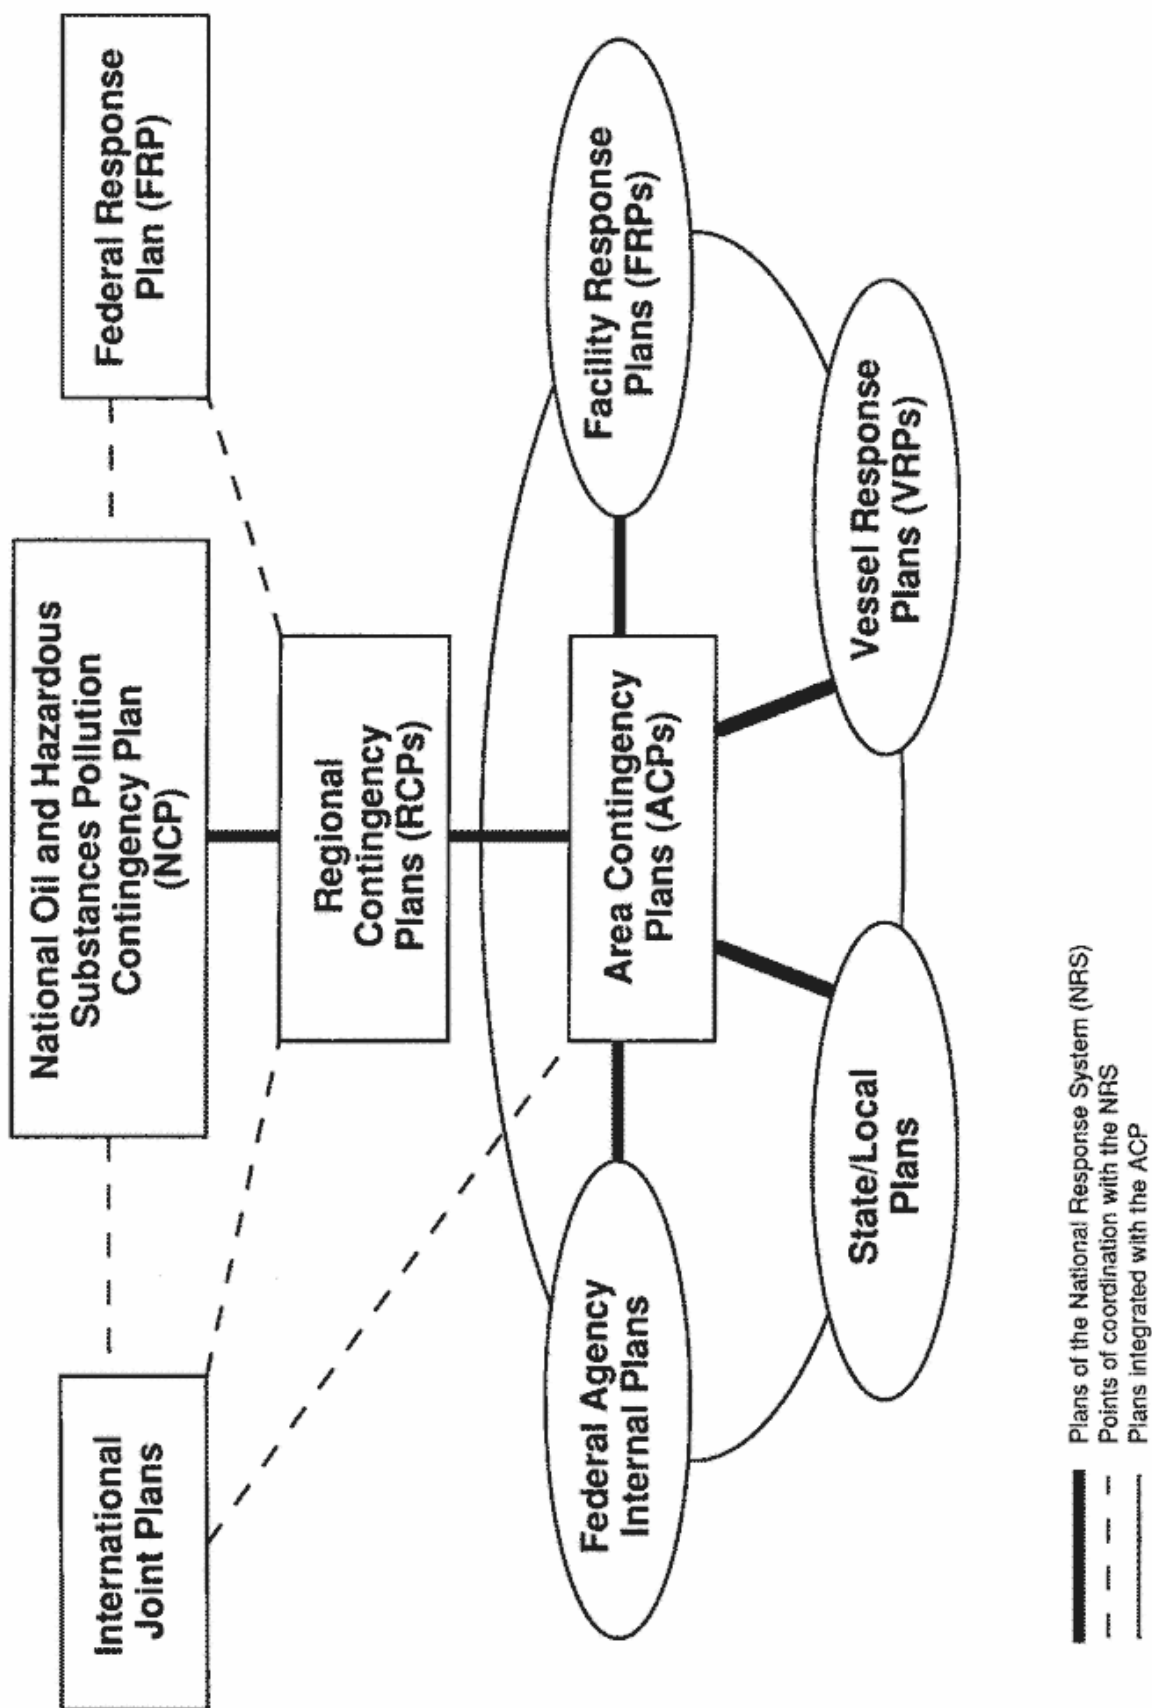 International
Joint Plans
National Oil and Hazardous
Substances Pollution
Contingency Plan
(NCP)
Federal Response
Plan (FRP)
Regional
Contingency
Plans (RCPs)
Federal Agency
Internal Plans
Area Contingency
Plans (ACPs)
Facility Response
Plans (FRPs)
State/Local
Plans
Vessel Response
Plans (VRPs)
Plans of the National Response System (NRS)
Points of coordination with the NRS
Plans integrated with the ACP